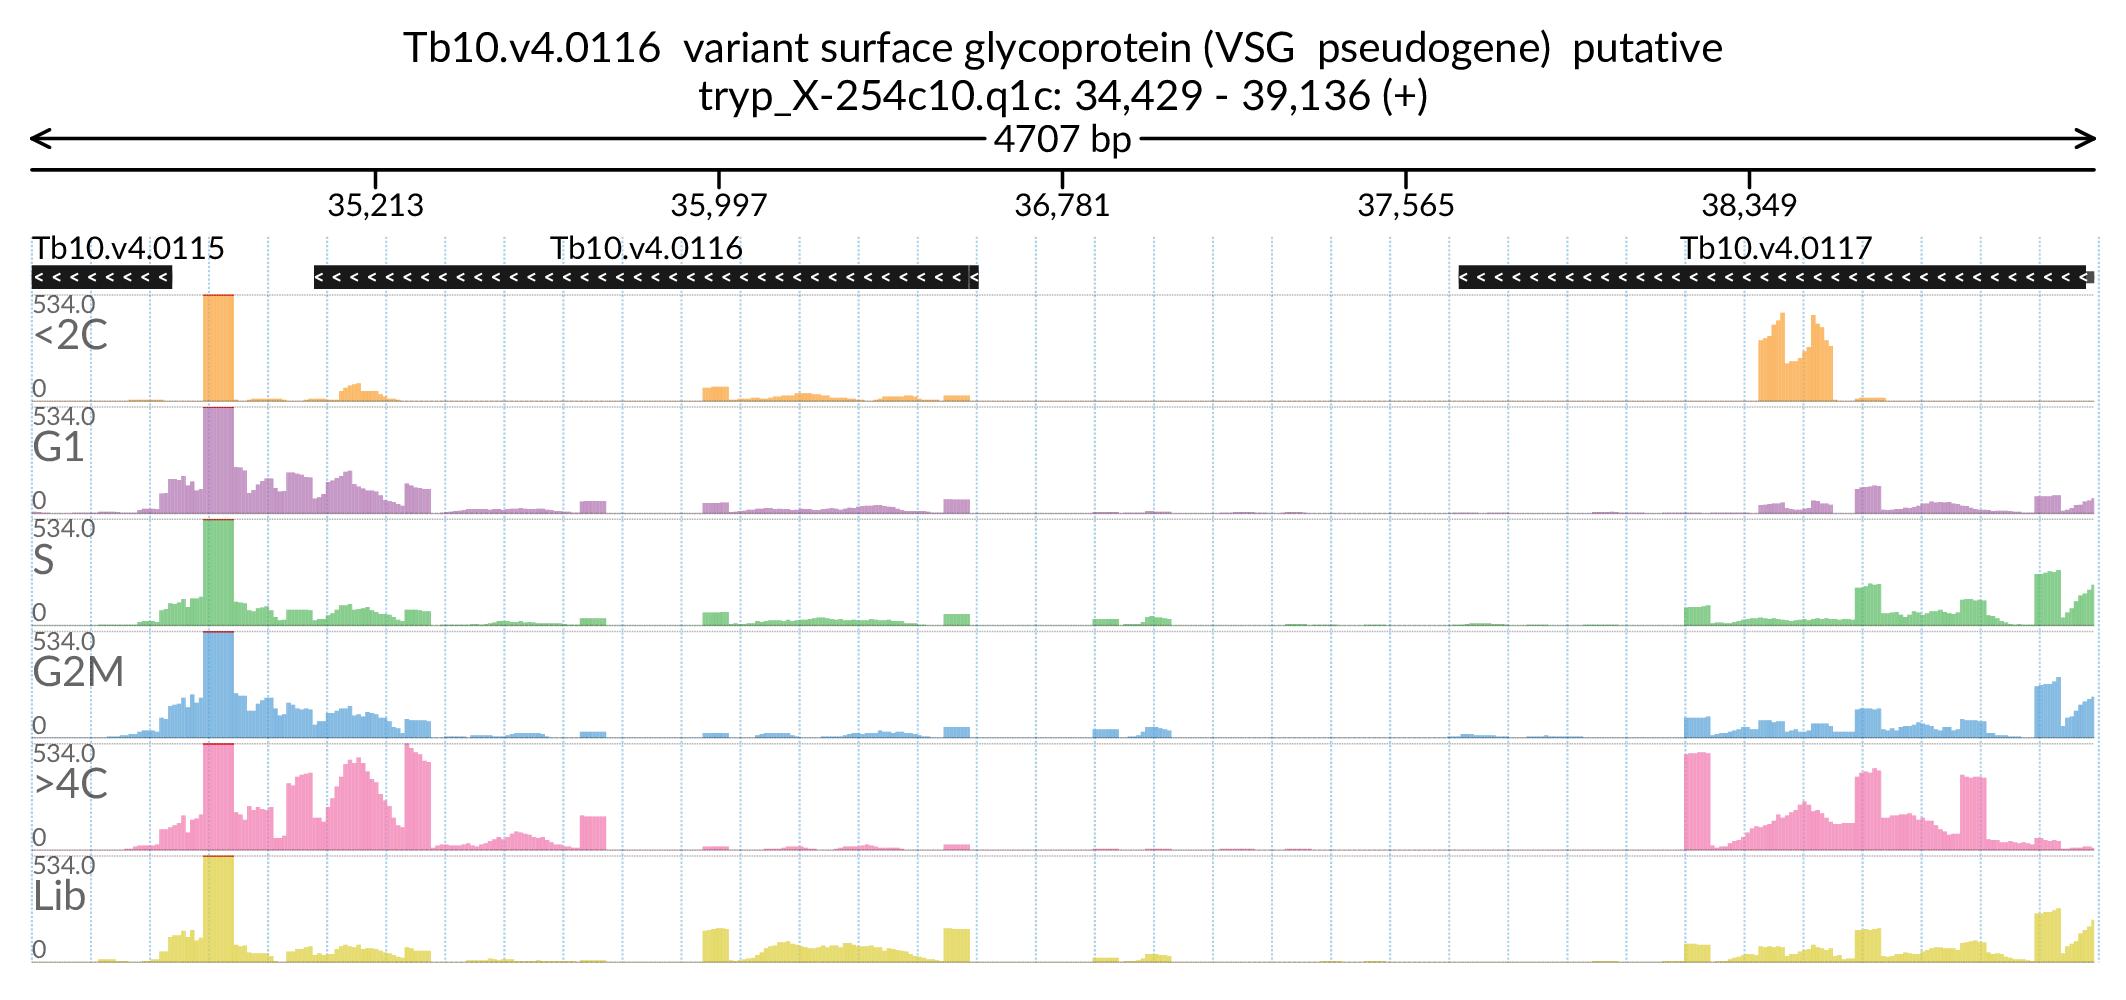 Tb10.v4.0116  variant surface glycoprotein (VSG  pseudogene)  putative
tryp_X-254c10.q1c: 34,429 - 39,136 (+)
4707 bp
35,213 35,997 36,781 37,565 38,349
Tb10.v4.0115 Tb10.v4.0116 Tb10.v4.0117
534.0
<2C
0
534.0
G1
0
534.0
S
0
534.0
G2M
0
534.0
>4C
0
534.0
Lib
0